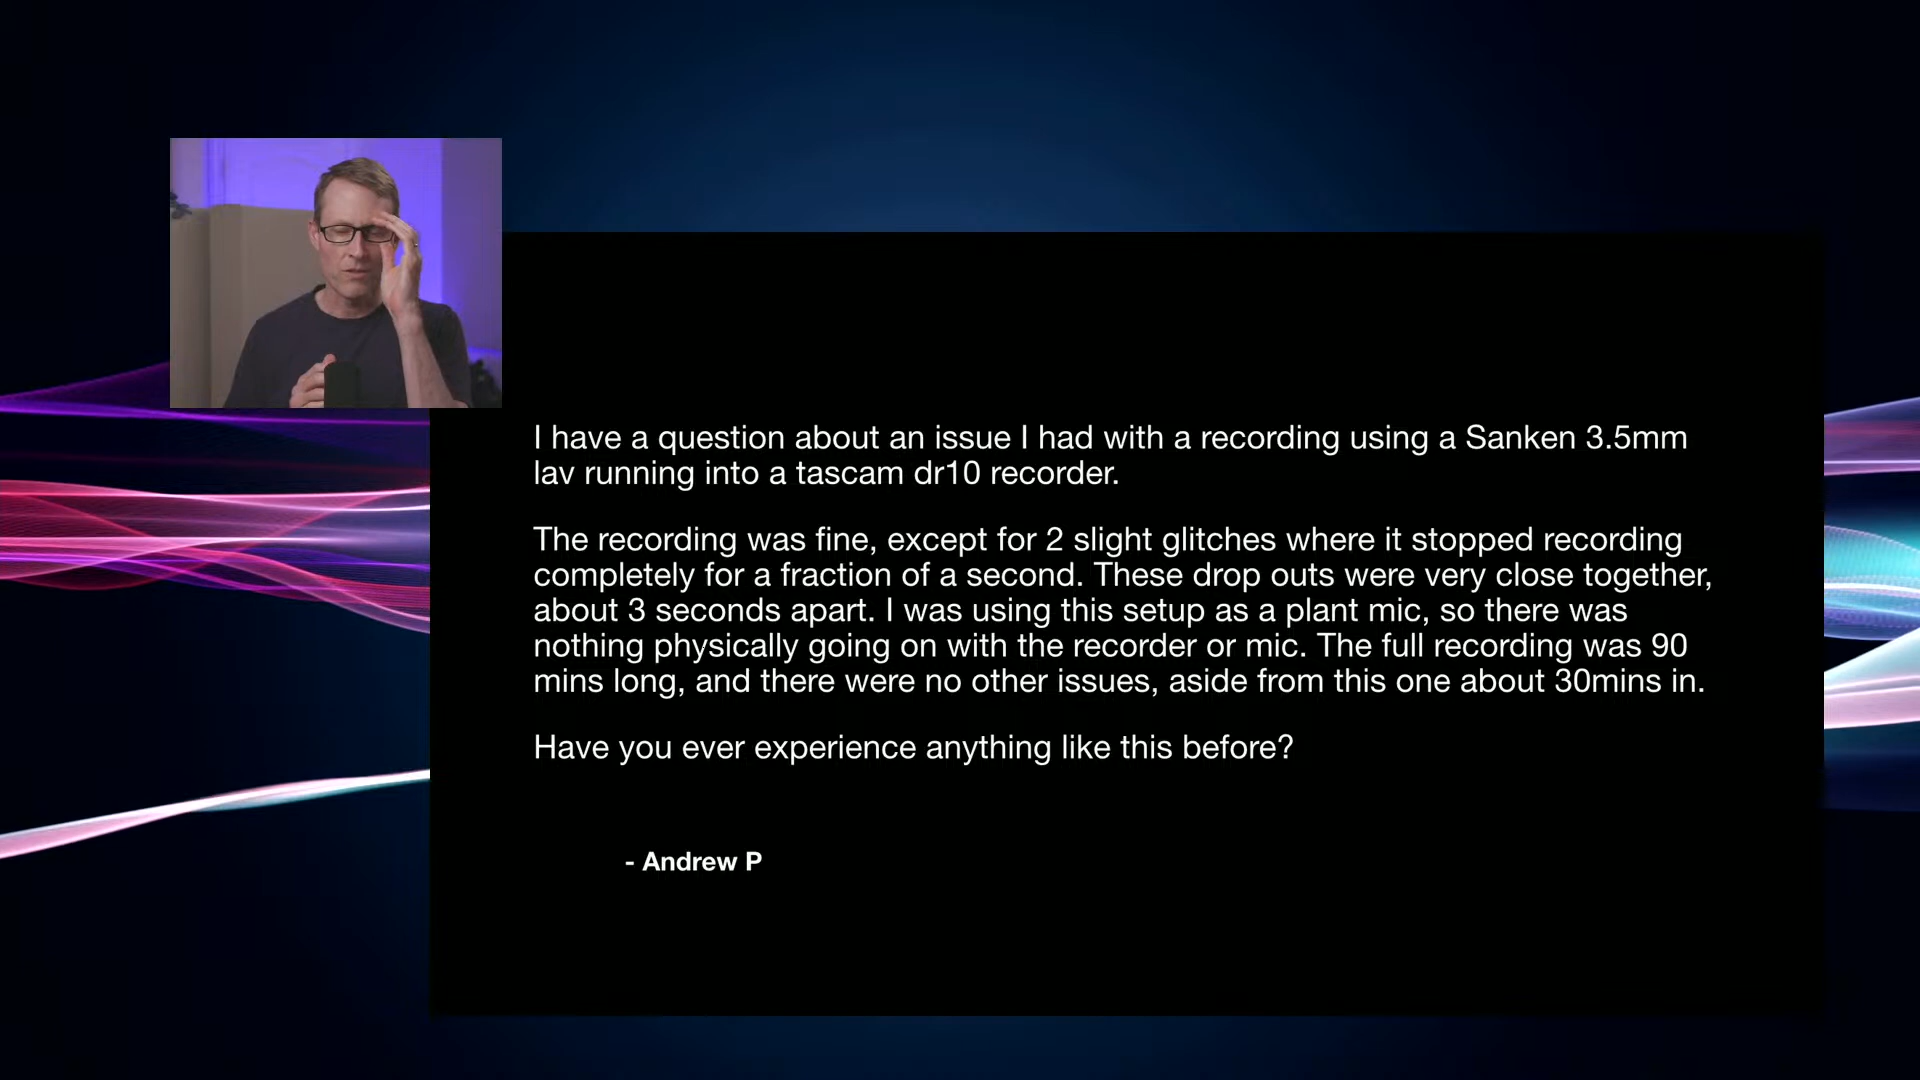 I have a question about an issue I had with a recording using a Sanken 3.5mm
lav running into a tascam dr10 recorder.
The recording was fine, except for 2 slight glitches where it stopped recording
completely for a fraction of a second. These drop outs were very close together,
about 3 seconds apart. I was using this setup as a plant mic, so there was
nothing physically going on with the recorder or mic. The full recording was 90
mins long, and there were no other issues, aside from this one about 30mins in.
Have you ever experience anything like this before?
- Andrew P